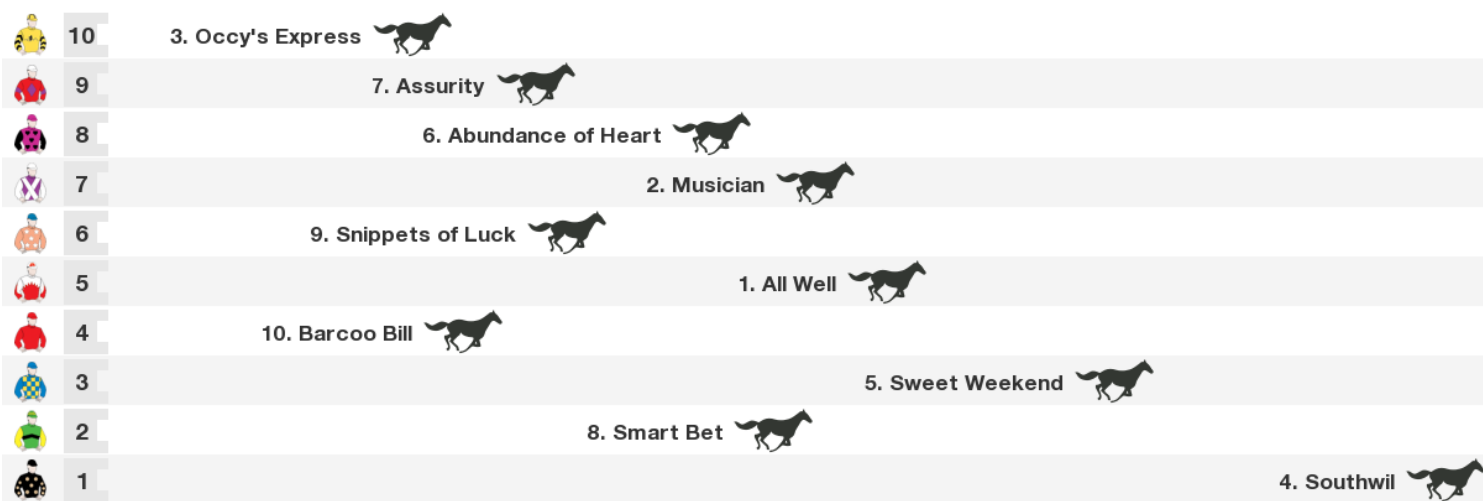 10 3. Occy's Express
9 7. Assurity
8 6. Abundance of Heart
7 2. Musician
6 9. Snippets of Luck
5 1. All Well
4 10. Barcoo Bill
3 5. Sweet Weekend
2 8. Smart Bet
1 4. Southwil